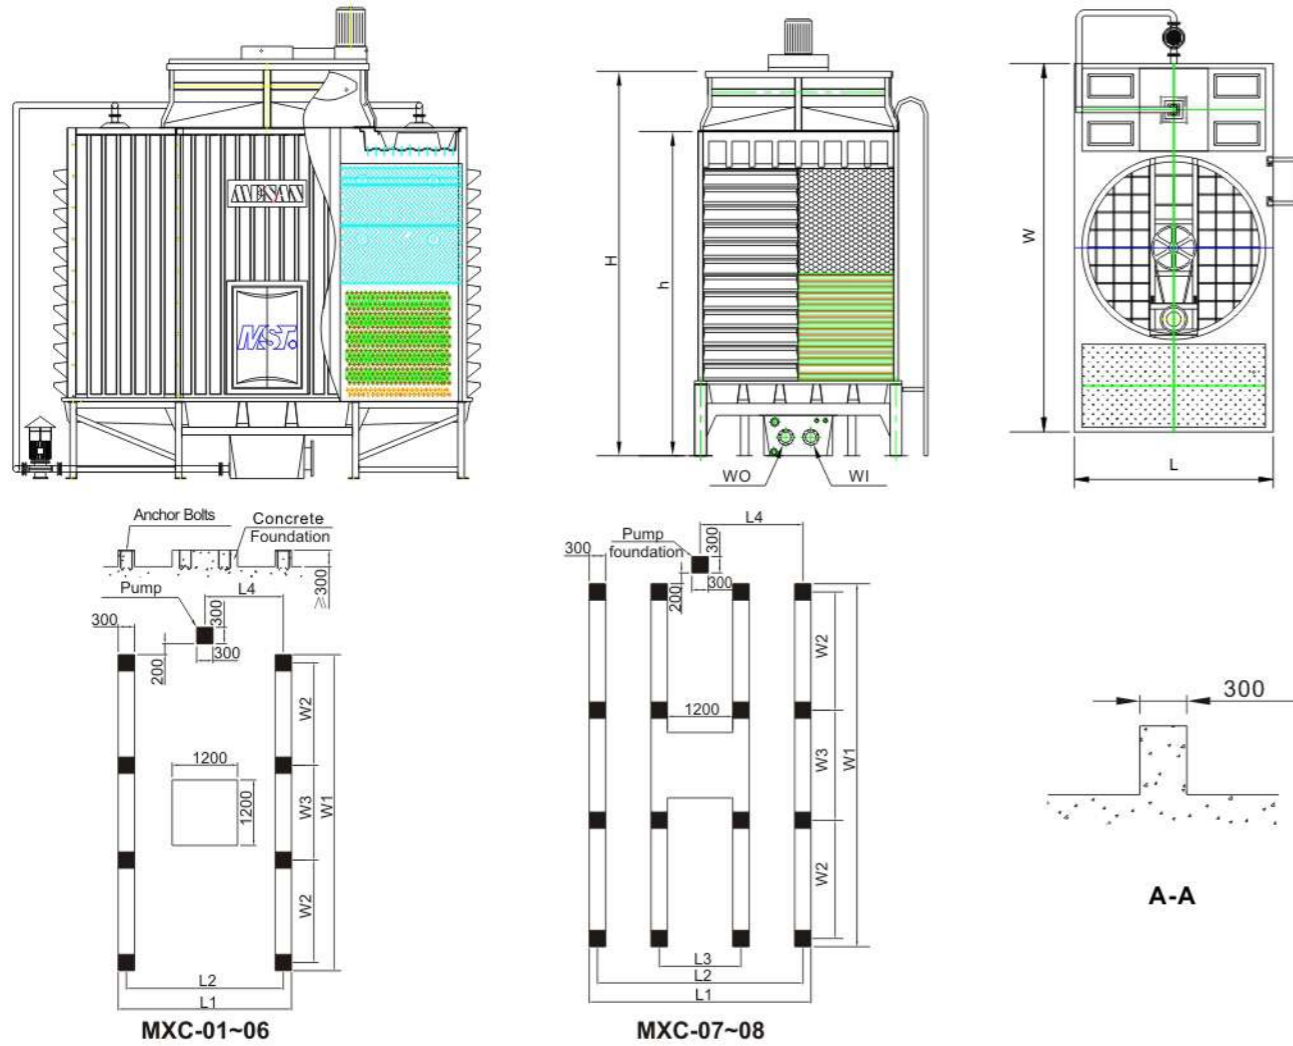 MESAN
MST.
H
h
WO
WI
W
L
Anchor Bolts
Concrete
Foundation
≥300
Pump
L4
300
300
300
200
W2
1200
1200
W3
W1
W2
L2
L1
MXC-01~06
L4
Pump
foundation
300
300
300
200
W2
1200
W3
W1
W2
L3
L2
L1
MXC-07~08
300
A-A